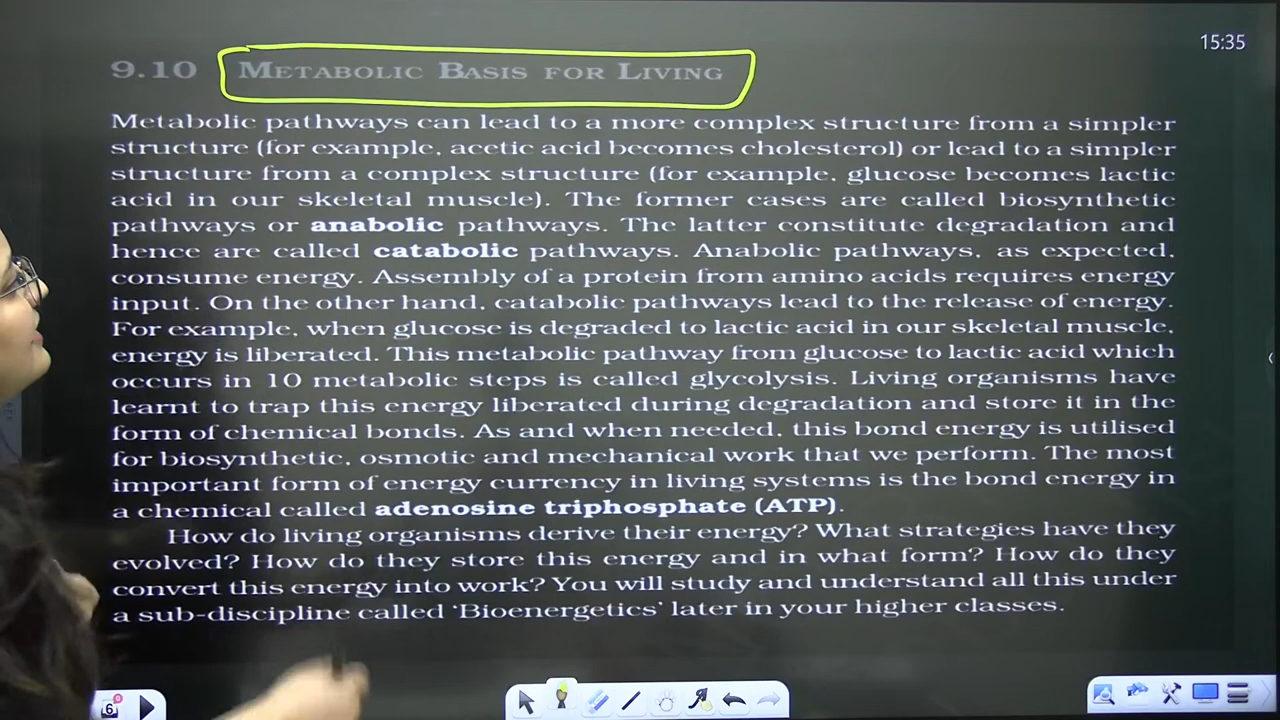 15:35
9.10 METABOLIC BASIS FOR LIVING
Metabolic pathways can lead to a more complex structure from a simpler
structure (for example, acetic acid becomes cholesterol) or lead to a simpler
structure from a complex structure (for example, glucose becomes lactic
acid in our skeletal muscle). The former cases are called biosynthetic
pathways or anabolic pathways. The latter constitute degradation and
hence are called catabolic pathways. Anabolic pathways, as expected,
consume energy. Assembly of a protein from amino acids requires energy
input. On the other hand, catabolic pathways lead to the release of energy.
For example, when glucose is degraded to lactic acid in our skeletal muscle,
energy is liberated. This metabolic pathway from glucose to lactic acid which
occurs in 10 metabolic steps is called glycolysis. Living organisms have
learnt to trap this energy liberated during degradation and store it in the
form of chemical bonds. As and when needed, this bond energy is utilised
for biosynthetic, osmotic and mechanical work that we perform. The most
important form of energy currency in living systems is the bond energy in
a chemical called adenosine triphosphate (ATP).
How do living organisms derive their energy? What strategies have they
evolved? How do they store this energy and in what form? How do they
convert this energy into work? You will study and understand all this under
a sub-discipline called ‘Bioenergetics’ later in your higher classes.
6